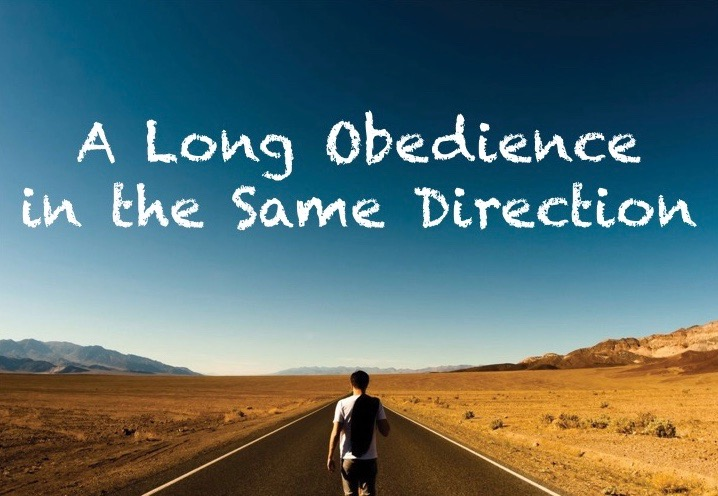 A Long Obedience
in the Same Direction